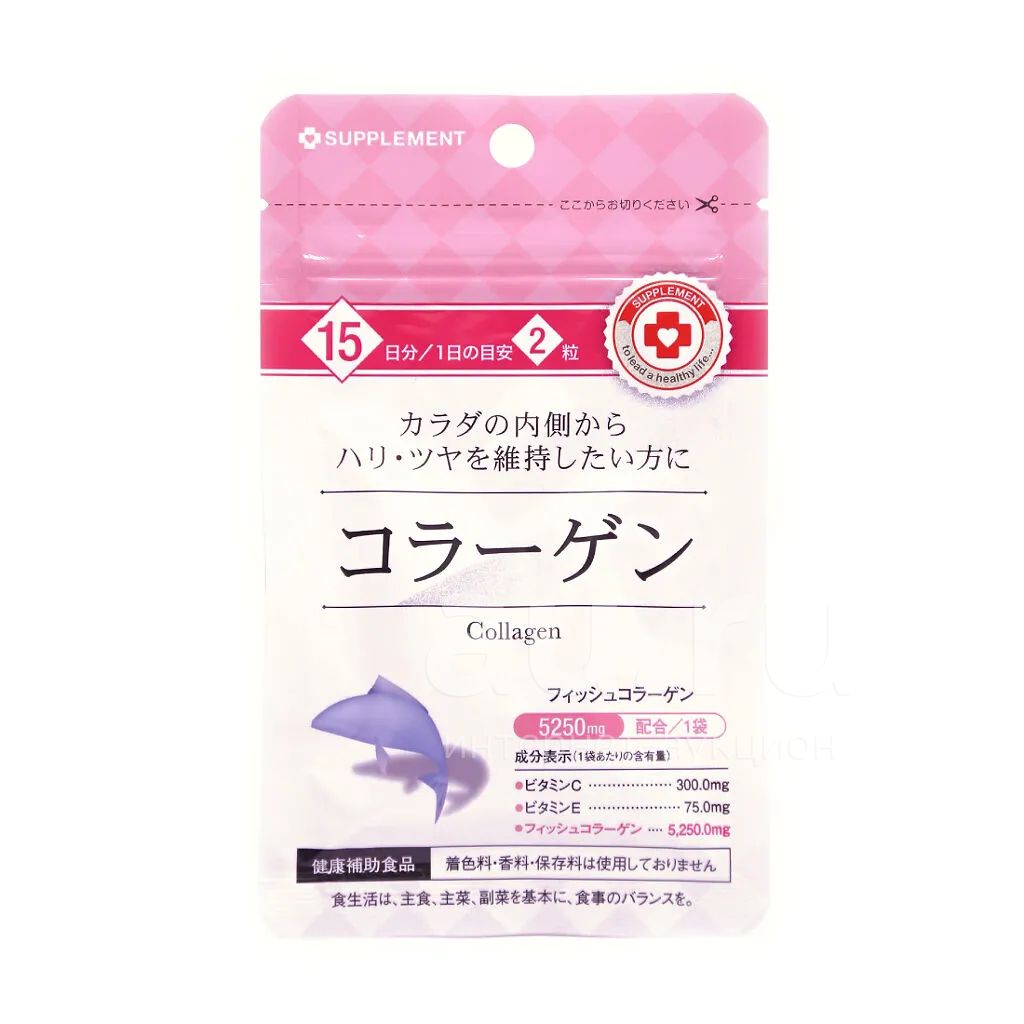 SUPPLEMENT
ここからお切りください
15日分/1日の目安2粒
SUPPLEMENT
to lead a healthy life...
カラダの内側から
ハリ・ツヤを維持したい方に
コラーゲン
Collagen
フィッシュコラーゲン
5250mg 配合/1袋
成分表示(1袋あたりの含有量)
●ビタミンC ··················· 300.0mg
●ビタミンE ····················· 75.0mg
●フィッシュコラーゲン ···· 5,250.0mg
健康補助食品 着色料・香料・保存料は使用しておりません
食生活は、主食、主菜、副菜を基本に、食事のバランスを。
au.ru
интернет-аукцион